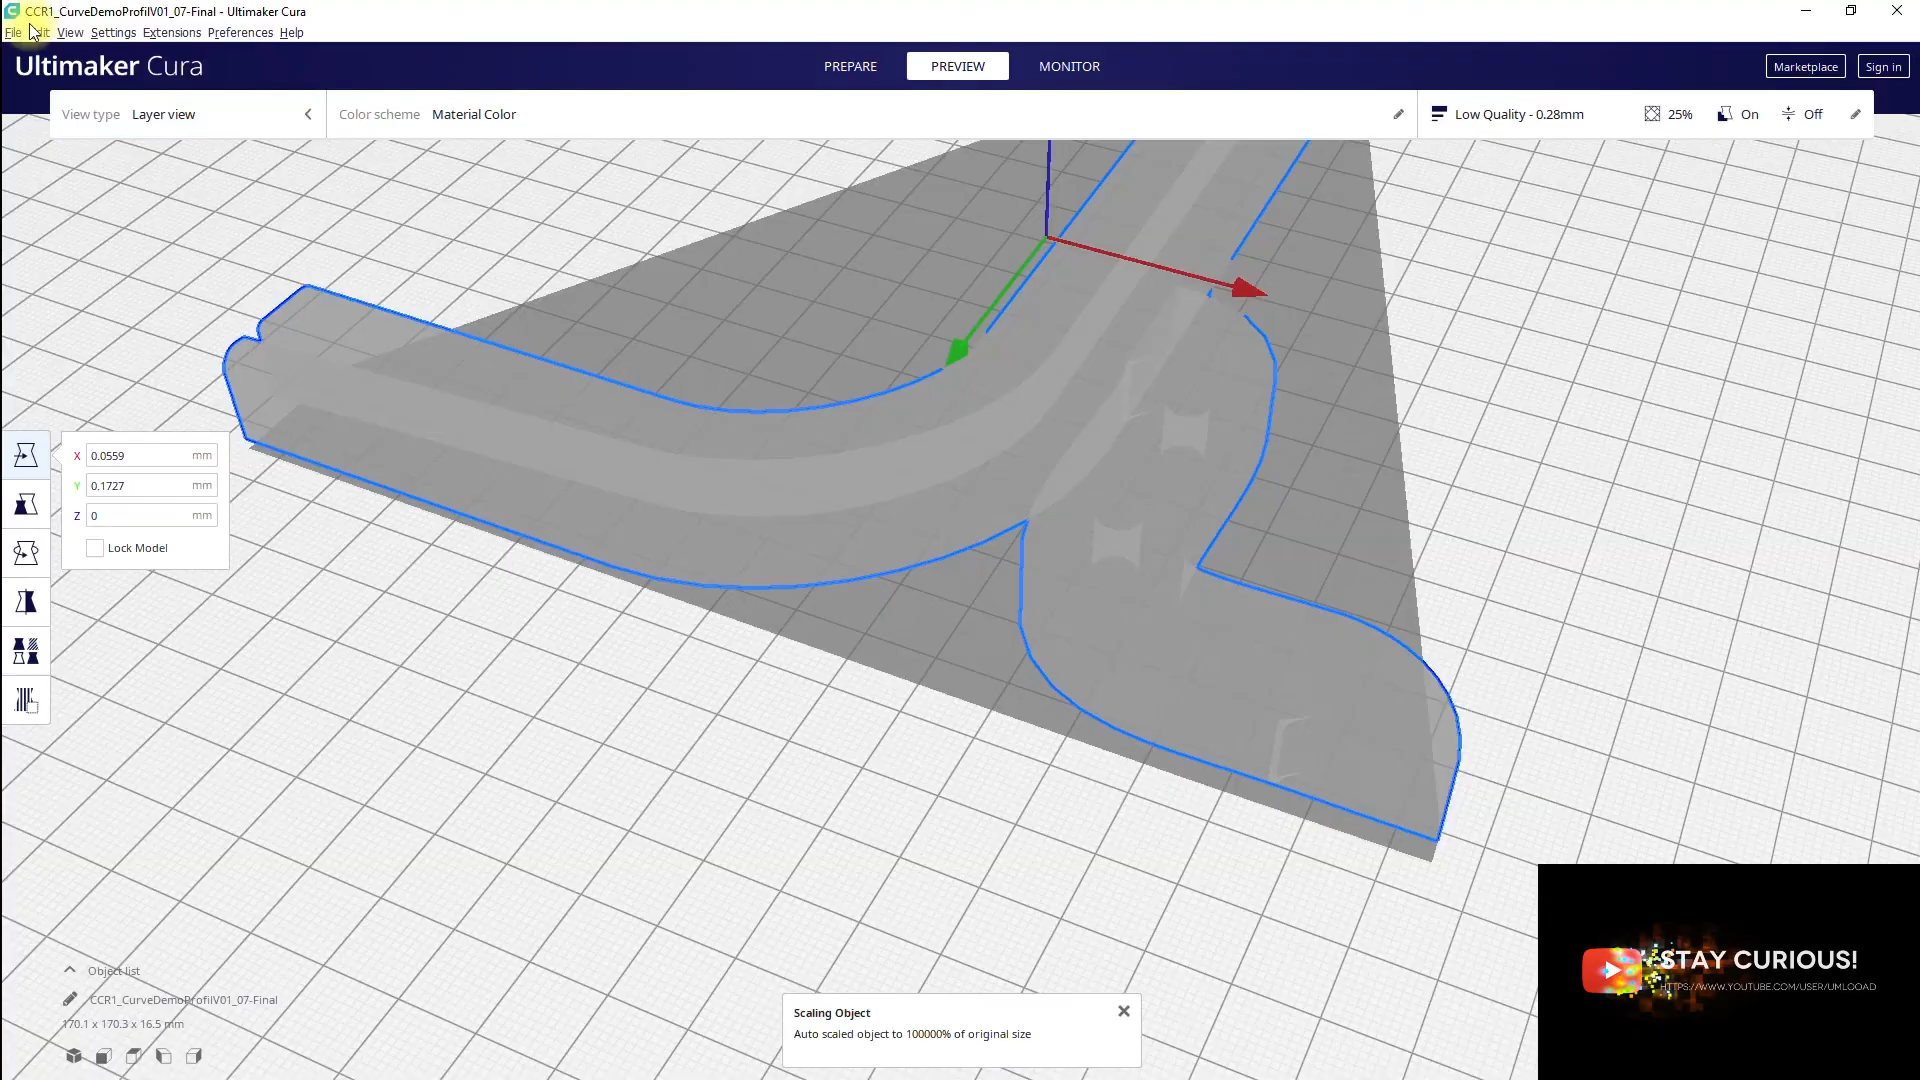 CCR1_CurveDemoProfilV01_07-Final - Ultimaker Cura
File Edit View Settings Extensions Preferences Help
Ultimaker Cura
PREPARE PREVIEW MONITOR
Marketplace Sign in
View type Layer view Color scheme Material Color Low Quality - 0.28mm 25% On Off
X 0.0559 mm
Y 0.1727 mm
Z 0 mm
Lock Model
Object list
CCR1_CurveDemoProfilV01_07-Final
170.1 x 170.3 x 16.5 mm
Scaling Object
Auto scaled object to 100000% of original size
STAY CURIOUS!
HTTPS://WWW.YOUTUBE.COM/USER/UMLOOAD